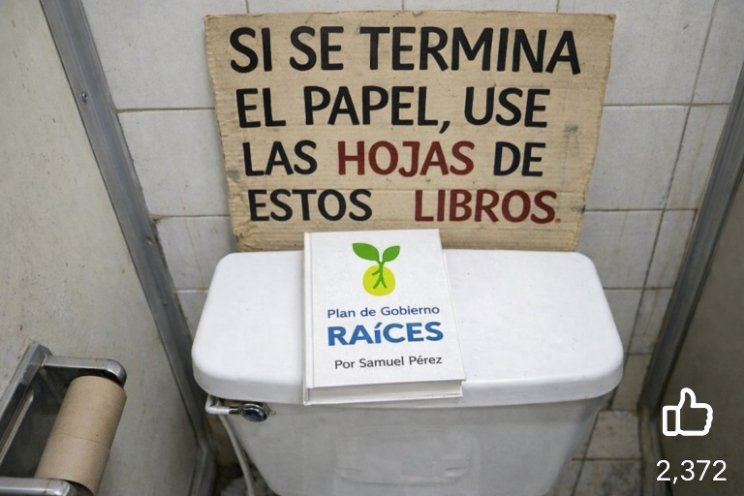 SI SE TERMINA
EL PAPEL, USE
LAS HOJAS DE
ESTOS LIBROS.
Plan de Gobierno
RAíCES
Por Samuel Pérez
2,372